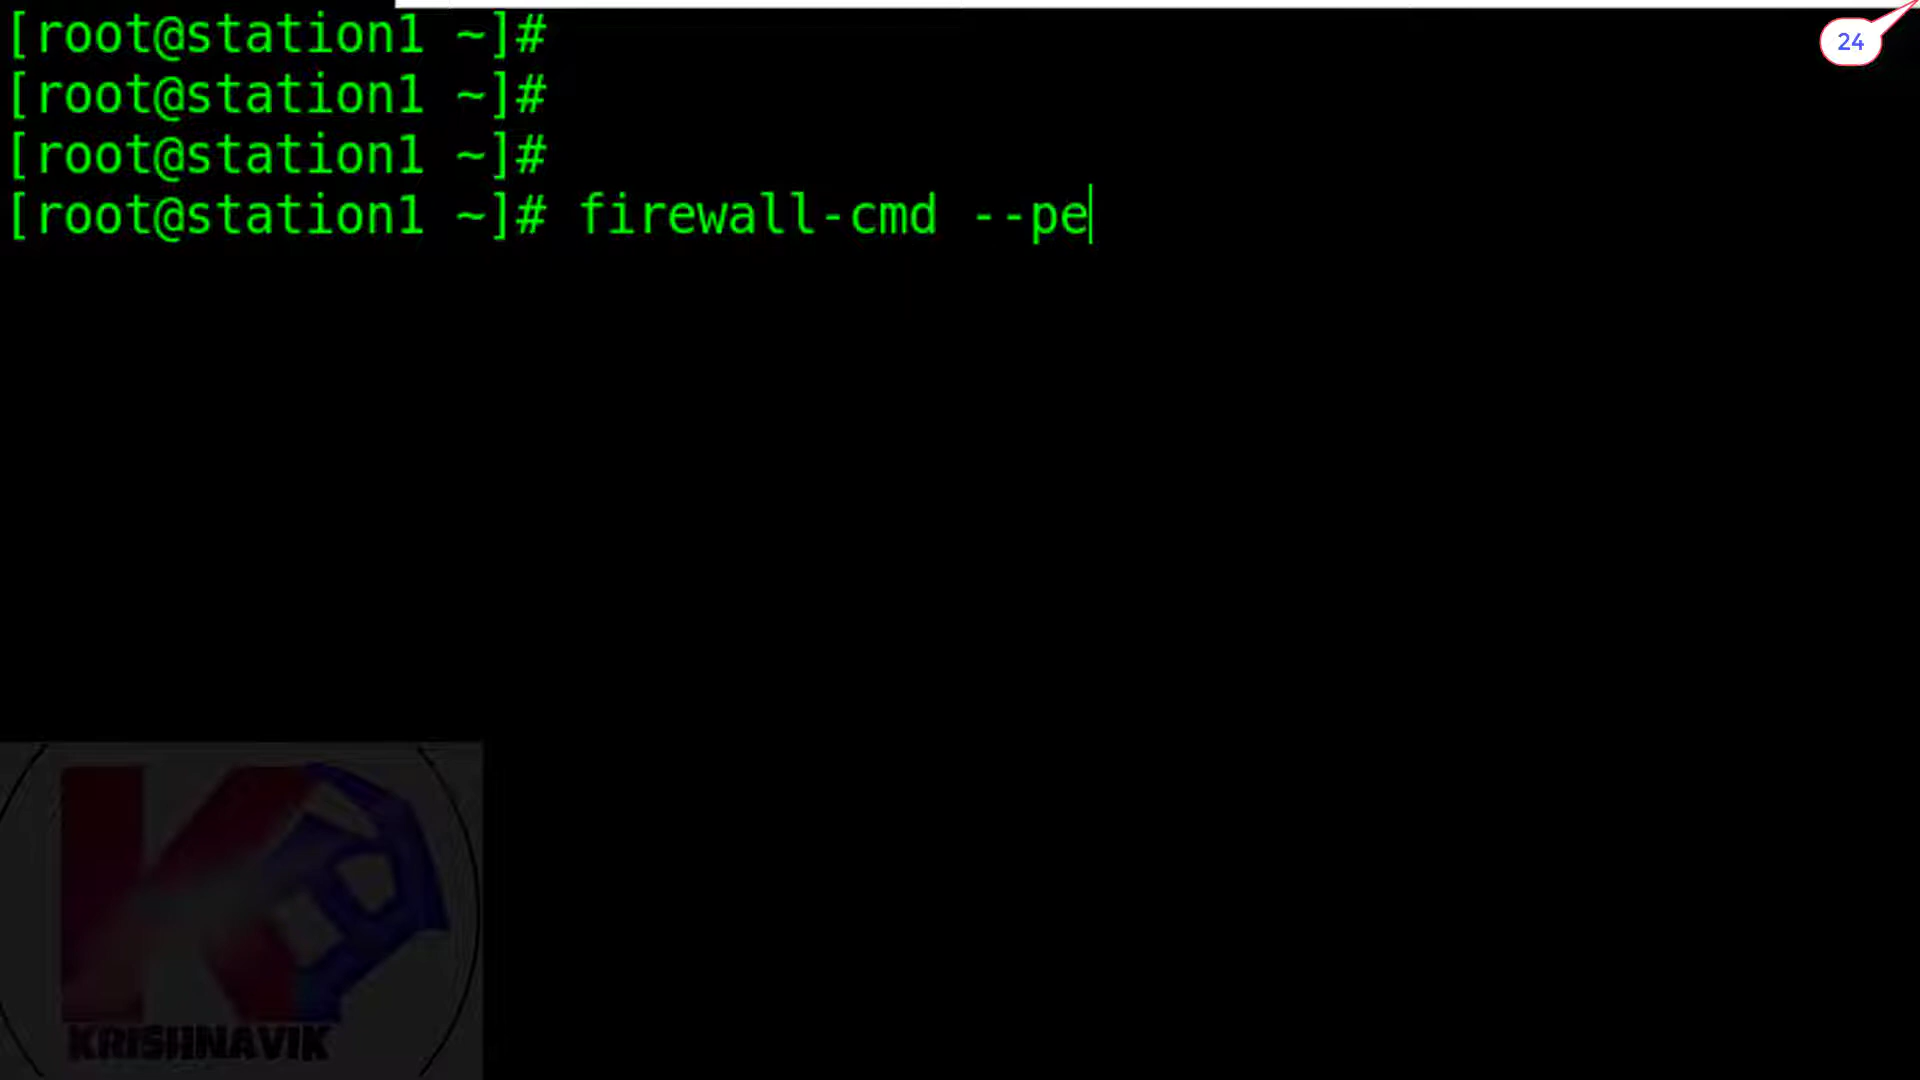 [root@station1 ~]#
24
[root@station1 ~]#
[root@station1 ~]#
[root@station1 ~]# firewall-cmd --pe
KRISHNAVIK